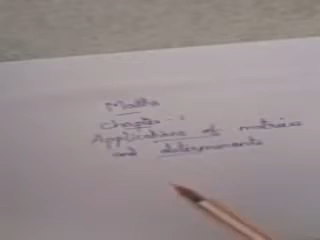 Maths
Chapter :
Applications of matrices
and determinants